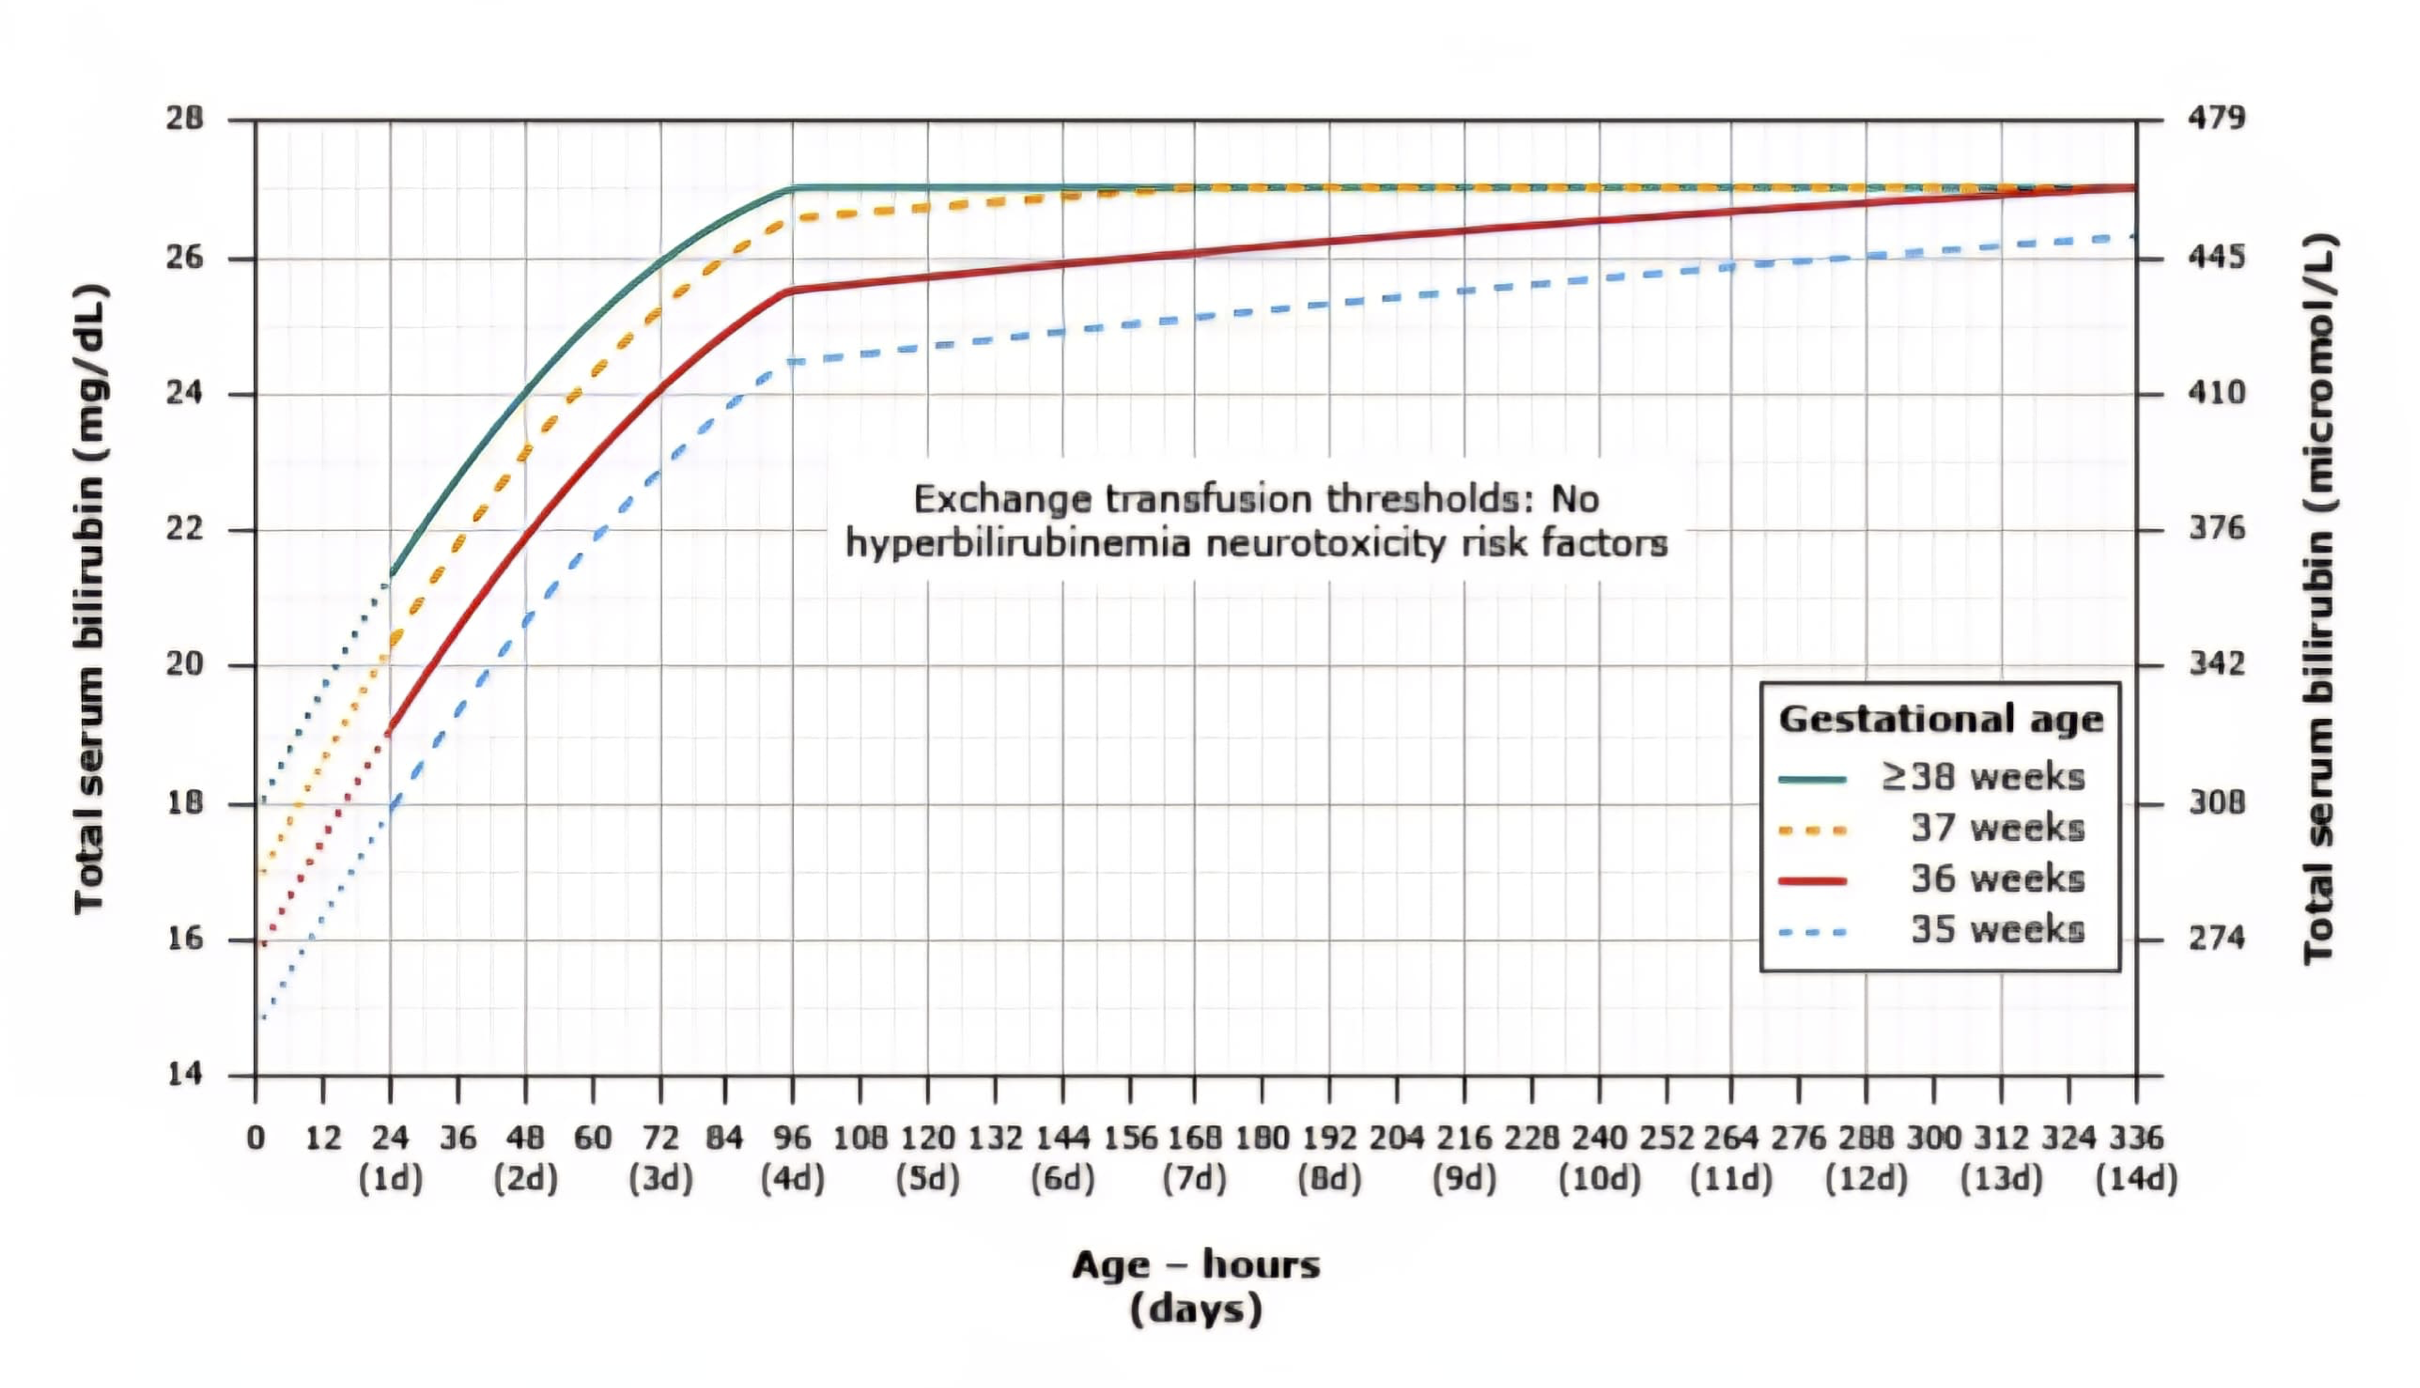 28
26
24
22
20
18
16
14
479
445
410
376
342
308
274
Total serum bilirubin (mg/dL)
Total serum bilirubin (micromol/L)
Exchange transfusion thresholds: No
hyperbilirubinemia neurotoxicity risk factors
Gestational age
≥38 weeks
37 weeks
36 weeks
35 weeks
0 12 24 36 48 60 72 84 96 108 120 132 144 156 168 180 192 204 216 228 240 252 264 276 288 300 312 324 336
(1d) (2d) (3d) (4d) (5d) (6d) (7d) (8d) (9d) (10d) (11d) (12d) (13d) (14d)
Age – hours
(days)